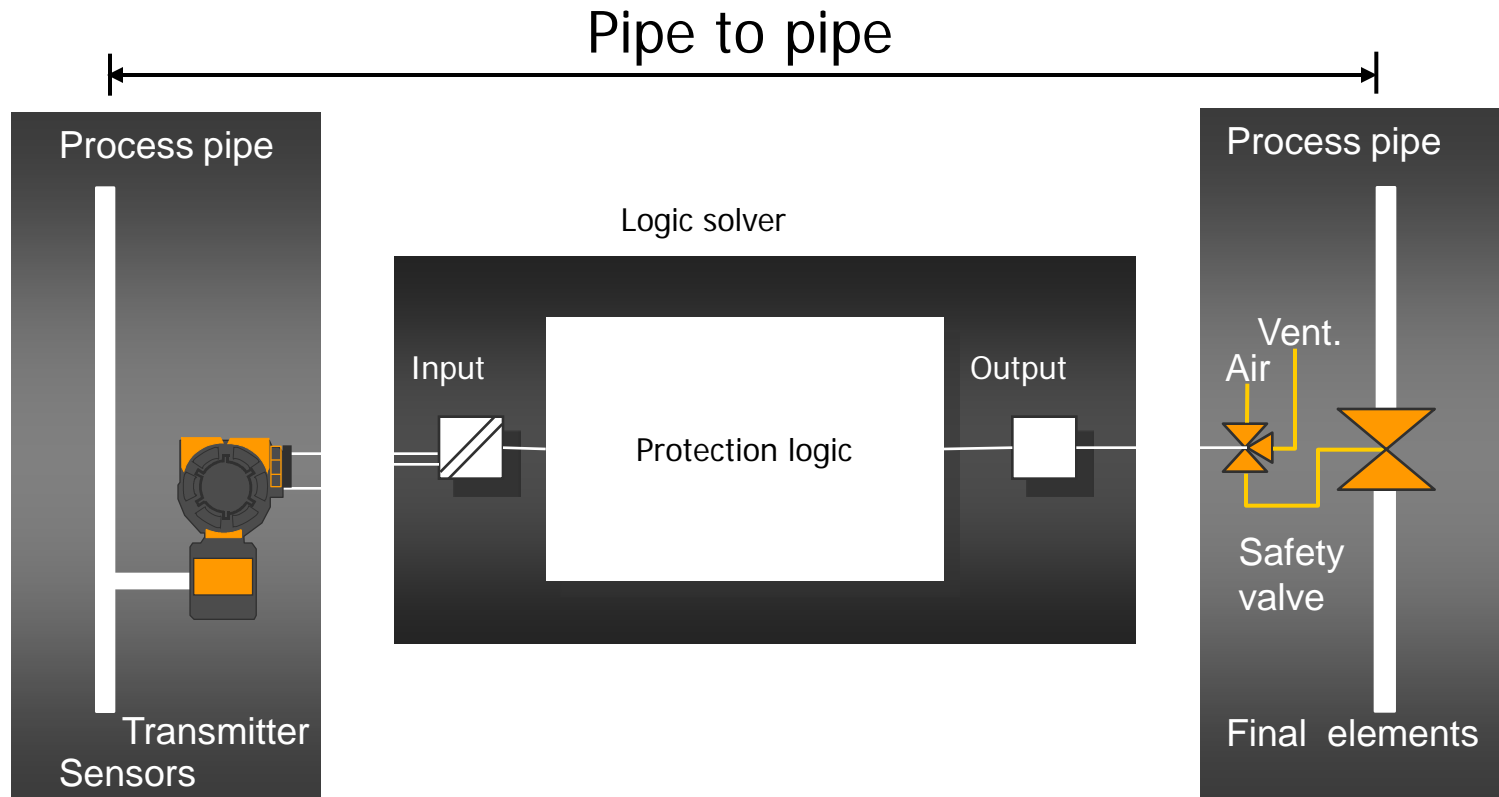 Pipe to pipe
Process pipe
Transmitter
Sensors
Logic solver
Input
Protection logic
Output
Process pipe
Vent.
Air
Safety
valve
Final elements